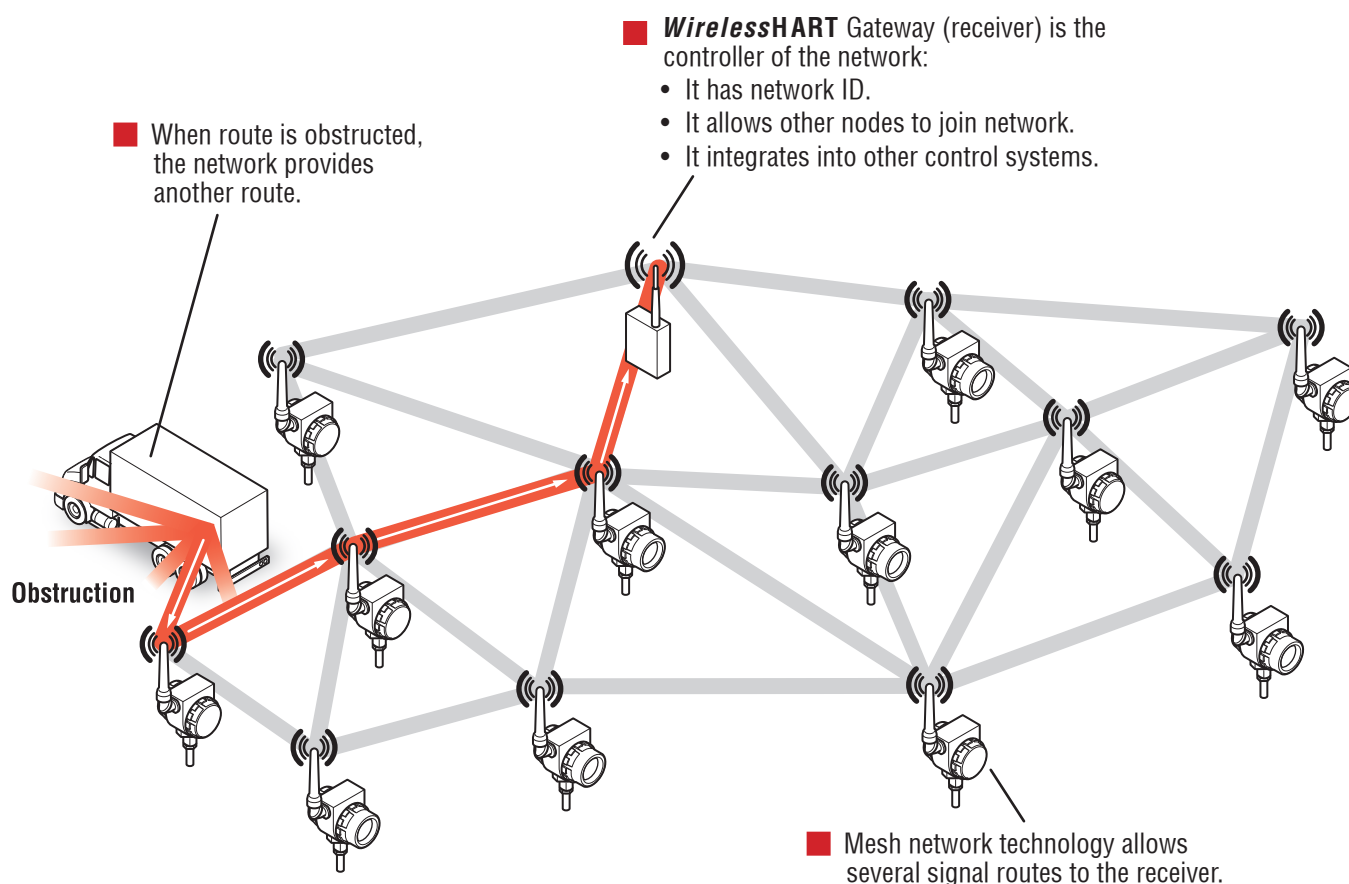 WirelessHART Gateway (receiver) is the
controller of the network:
• It has network ID.
• It allows other nodes to join network.
• It integrates into other control systems.
When route is obstructed,
the network provides
another route.
Obstruction
Mesh network technology allows
several signal routes to the receiver.